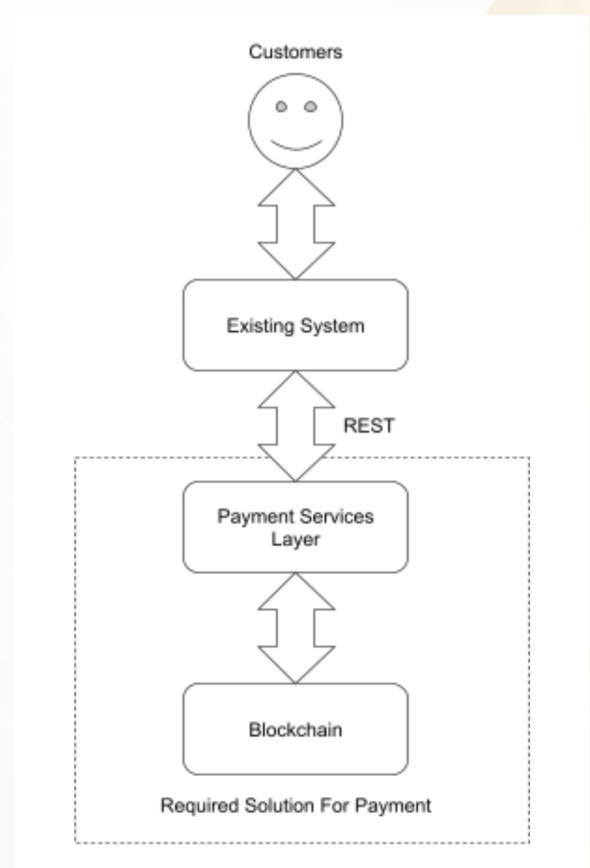 Customers
Existing System
REST
Payment Services
Layer
Blockchain
Required Solution For Payment